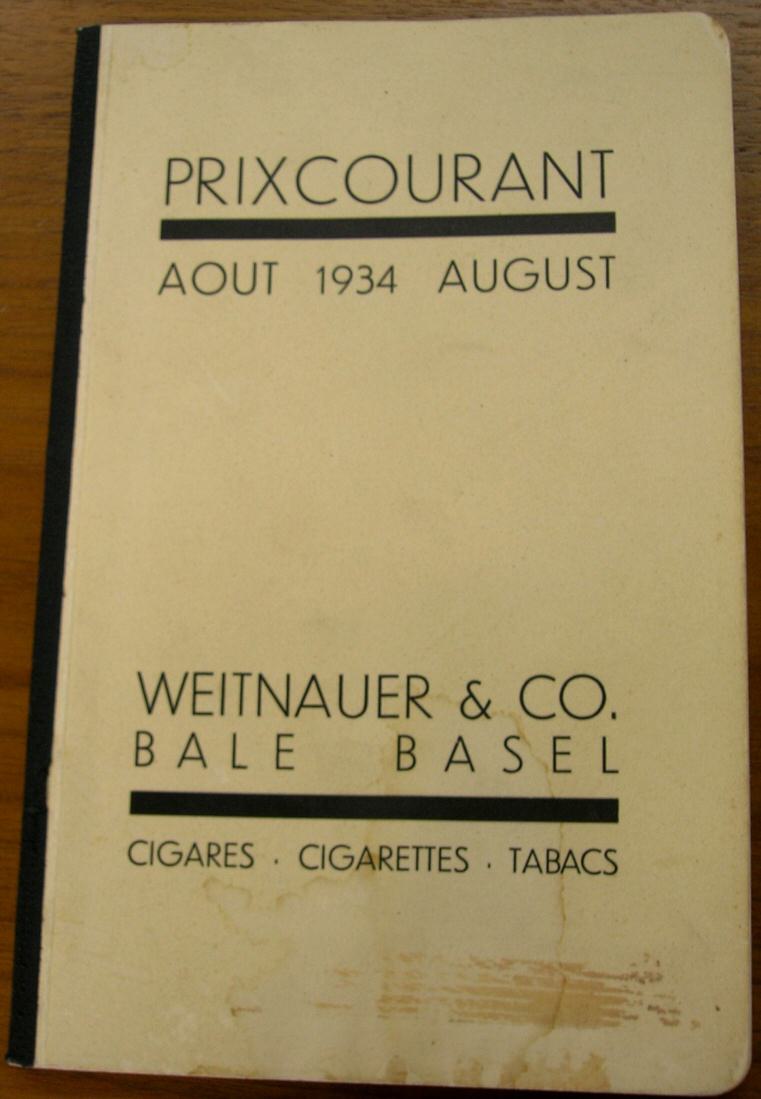 PRIXCOURANT
AOUT 1934 AUGUST
WEITNAUER & CO.
BALE BASEL
CIGARES · CIGARETTES · TABACS